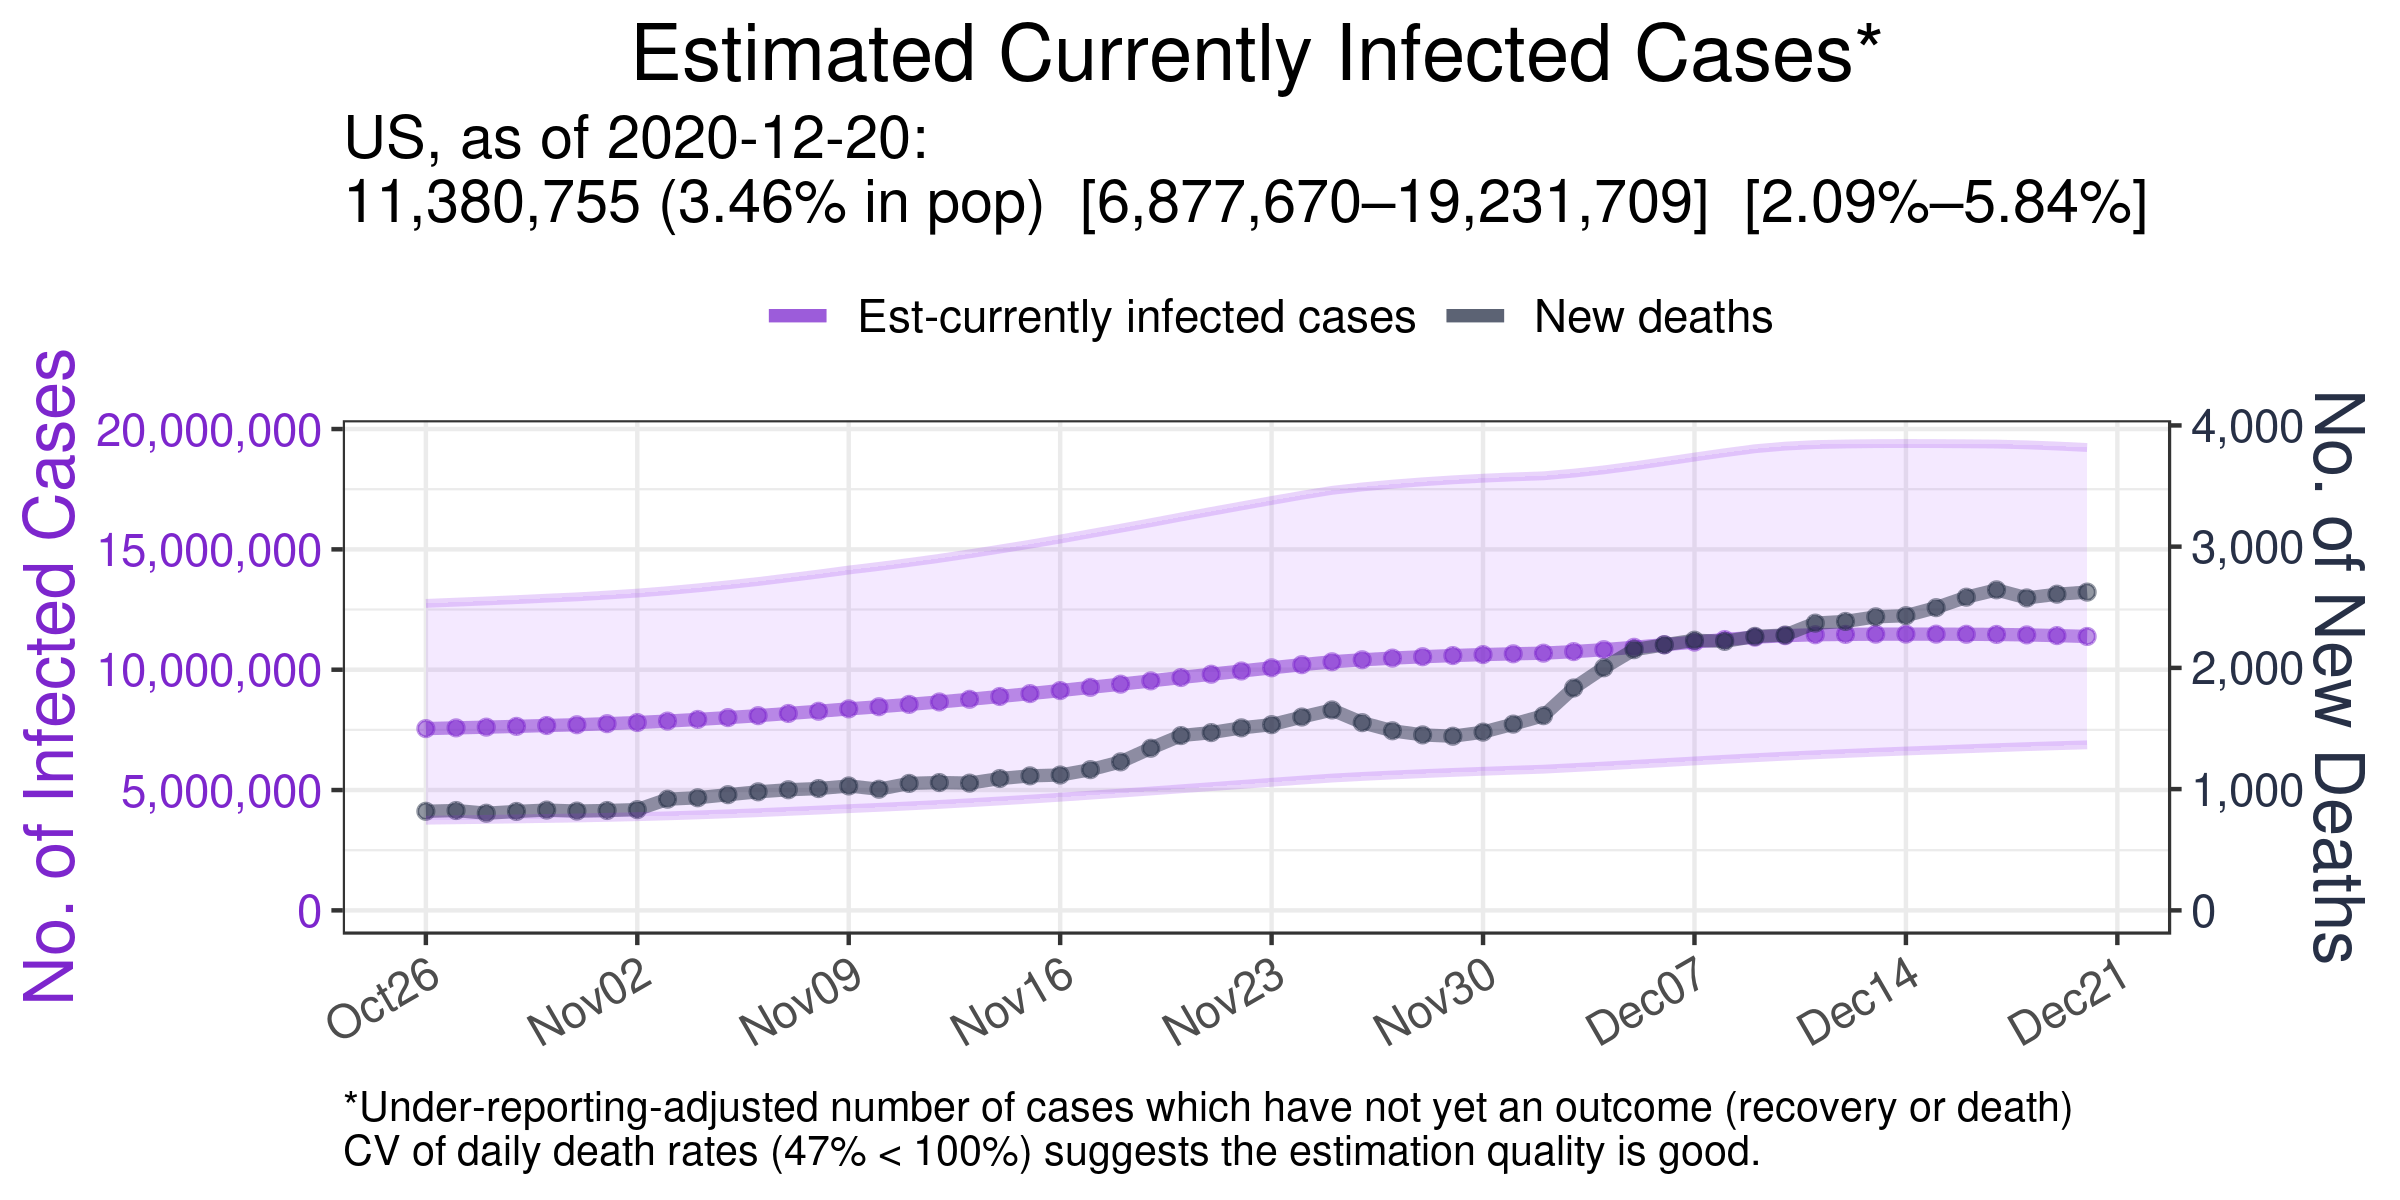 Estimated Currently Infected Cases*
US, as of 2020-12-20:
11,380,755 (3.46% in pop)  [6,877,670–19,231,709]  [2.09%–5.84%]
Est-currently infected cases
New deaths
No. of Infected Cases
20,000,000
15,000,000
10,000,000
5,000,000
0
4,000
3,000
2,000
1,000
0
No. of New Deaths
Oct26
Nov02
Nov09
Nov16
Nov23
Nov30
Dec07
Dec14
Dec21
*Under-reporting-adjusted number of cases which have not yet an outcome (recovery or death)
CV of daily death rates (47% < 100%) suggests the estimation quality is good.